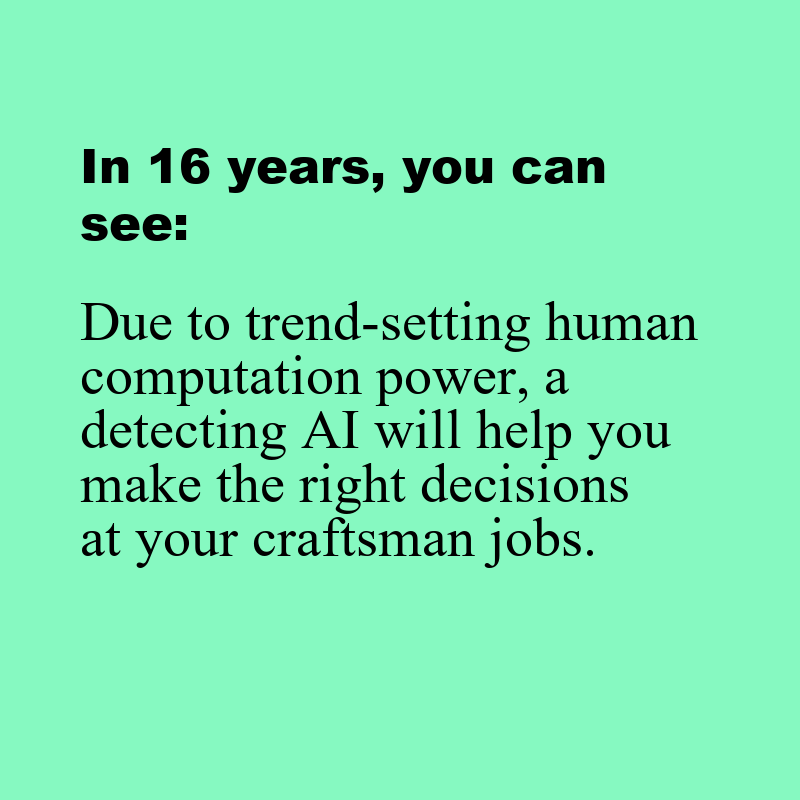 In 16 years, you can
see:
Due to trend-setting human
computation power, a
detecting AI will help you
make the right decisions
at your craftsman jobs.